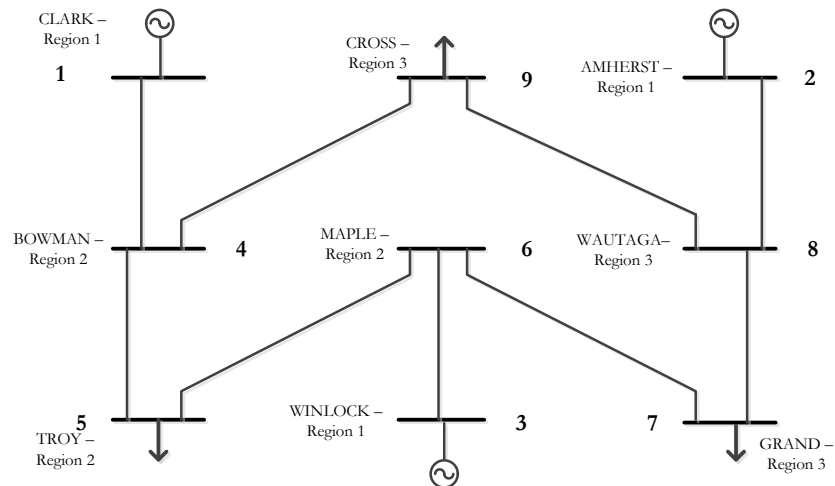 CLARK –
Region 1
1
CROSS –
Region 3
9
AMHERST –
Region 1
2
BOWMAN –
Region 2
4
MAPLE –
Region 2
6
WAUTAGA–
Region 3
8
5
TROY –
Region 2
WINLOCK –
Region 1
3
7
GRAND –
Region 3